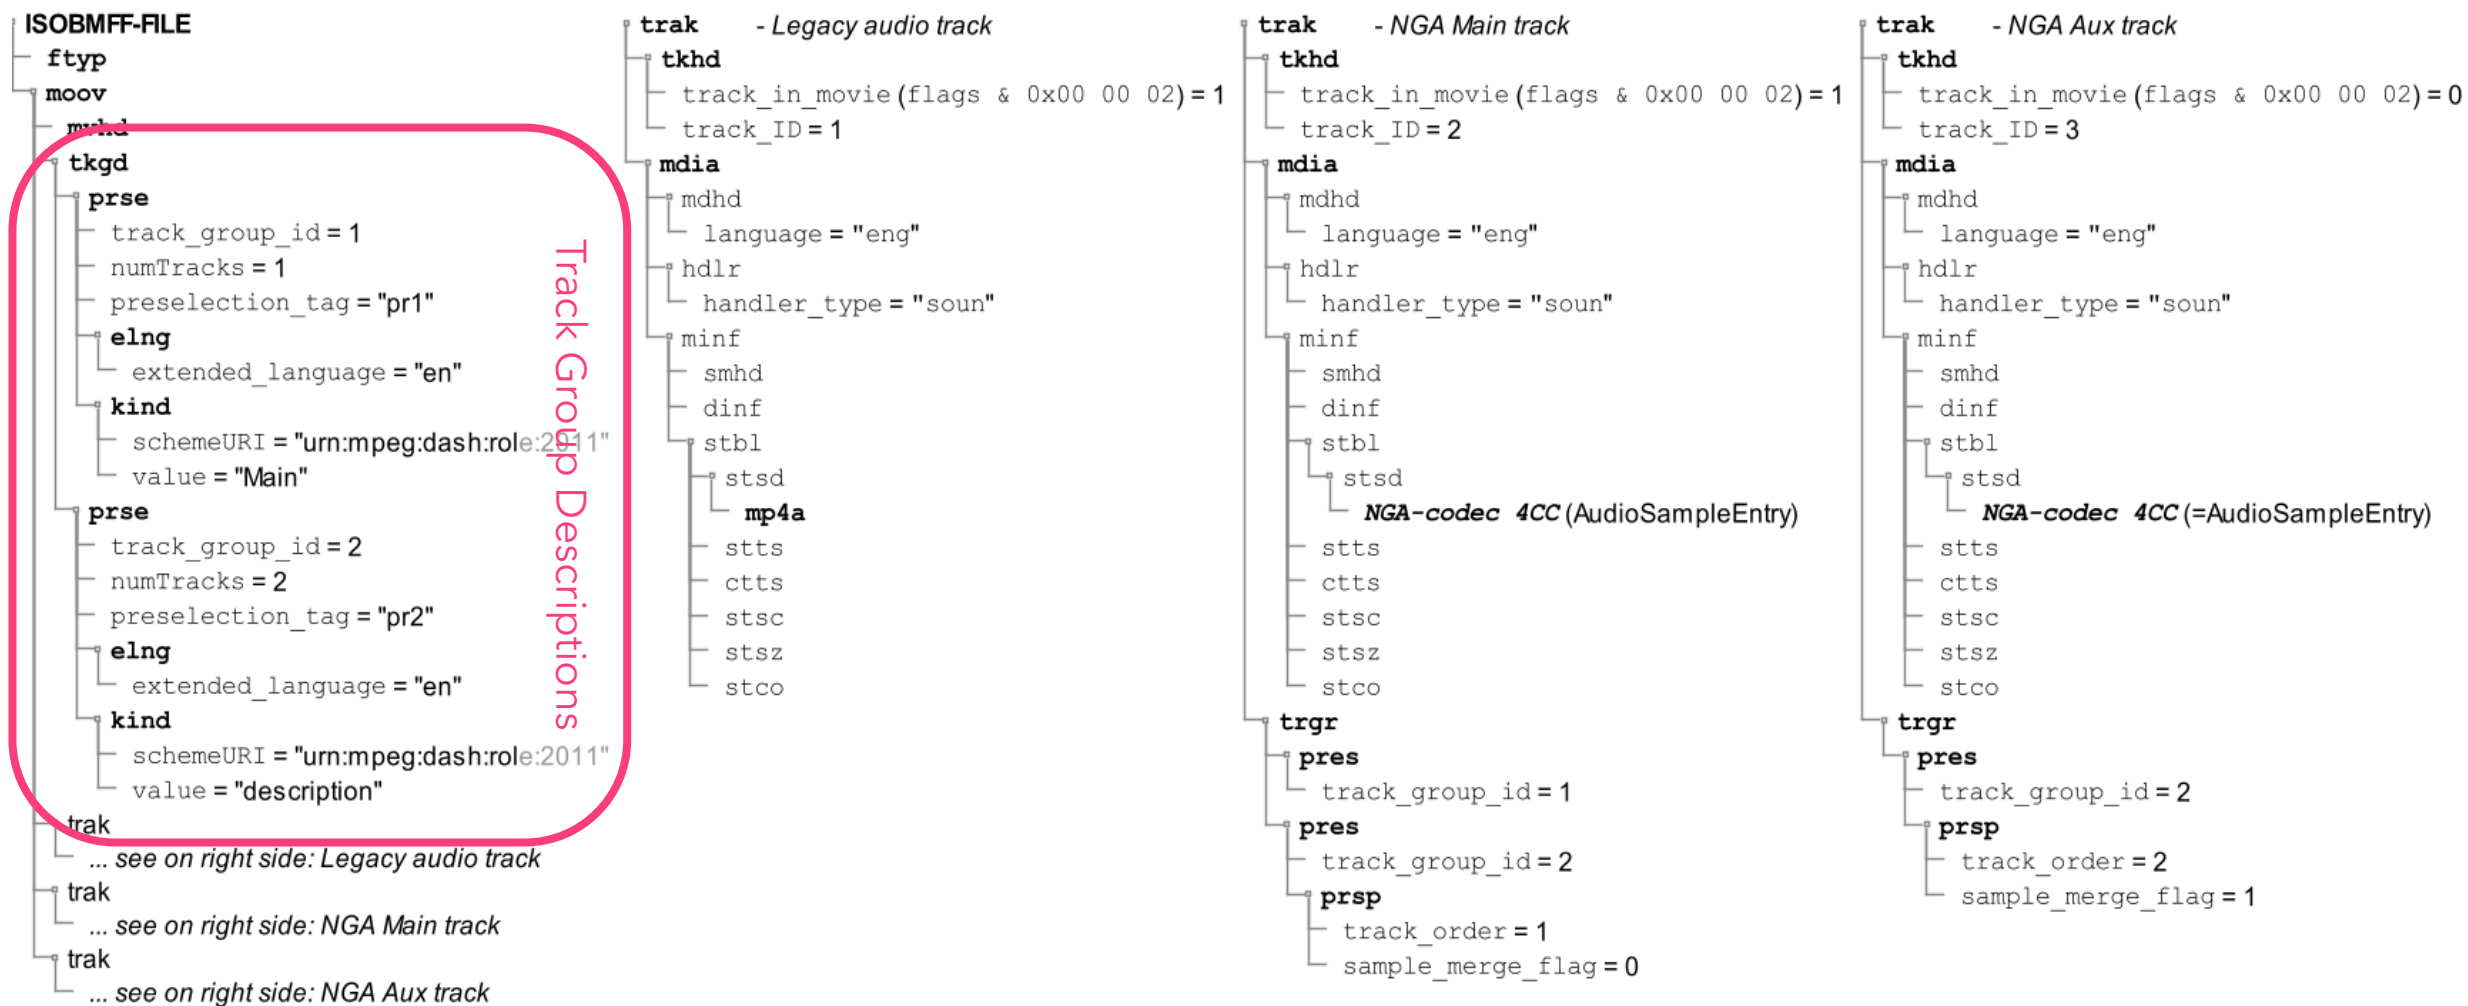 ISOBMFF-FILE
ftyp
moov
mvhd
tkgd
prse
track_group_id = 1
numTracks = 1
preselection_tag = "pr1"
elng
extended_language = "en"
kind
schemeURI = "urn:mpeg:dash:role:2011"
value = "Main"
prse
track_group_id = 2
numTracks = 2
preselection_tag = "pr2"
elng
extended_language = "en"
kind
schemeURI = "urn:mpeg:dash:role:2011"
value = "description"
trak
... see on right side: Legacy audio track
trak
... see on right side: NGA Main track
trak
... see on right side: NGA Aux track
Track Group Descriptions
trak - Legacy audio track
tkhd
track_in_movie (flags & 0x00 00 02) = 1
track_ID = 1
mdia
mdhd
language = "eng"
hdlr
handler_type = "soun"
minf
smhd
dinf
stbl
stsd
mp4a
stts
ctts
stsc
stsz
stco
trak - NGA Main track
tkhd
track_in_movie (flags & 0x00 00 02) = 1
track_ID = 2
mdia
mdhd
language = "eng"
hdlr
handler_type = "soun"
minf
smhd
dinf
stbl
stsd
NGA-codec 4CC (AudioSampleEntry)
stts
ctts
stsc
stsz
stco
trgr
pres
track_group_id = 1
pres
track_group_id = 2
prsp
track_order = 1
sample_merge_flag = 0
trak - NGA Aux track
tkhd
track_in_movie (flags & 0x00 00 02) = 0
track_ID = 3
mdia
mdhd
language = "eng"
hdlr
handler_type = "soun"
minf
smhd
dinf
stbl
stsd
NGA-codec 4CC (=AudioSampleEntry)
stts
ctts
stsc
stsz
stco
trgr
pres
track_group_id = 2
prsp
track_order = 2
sample_merge_flag = 1